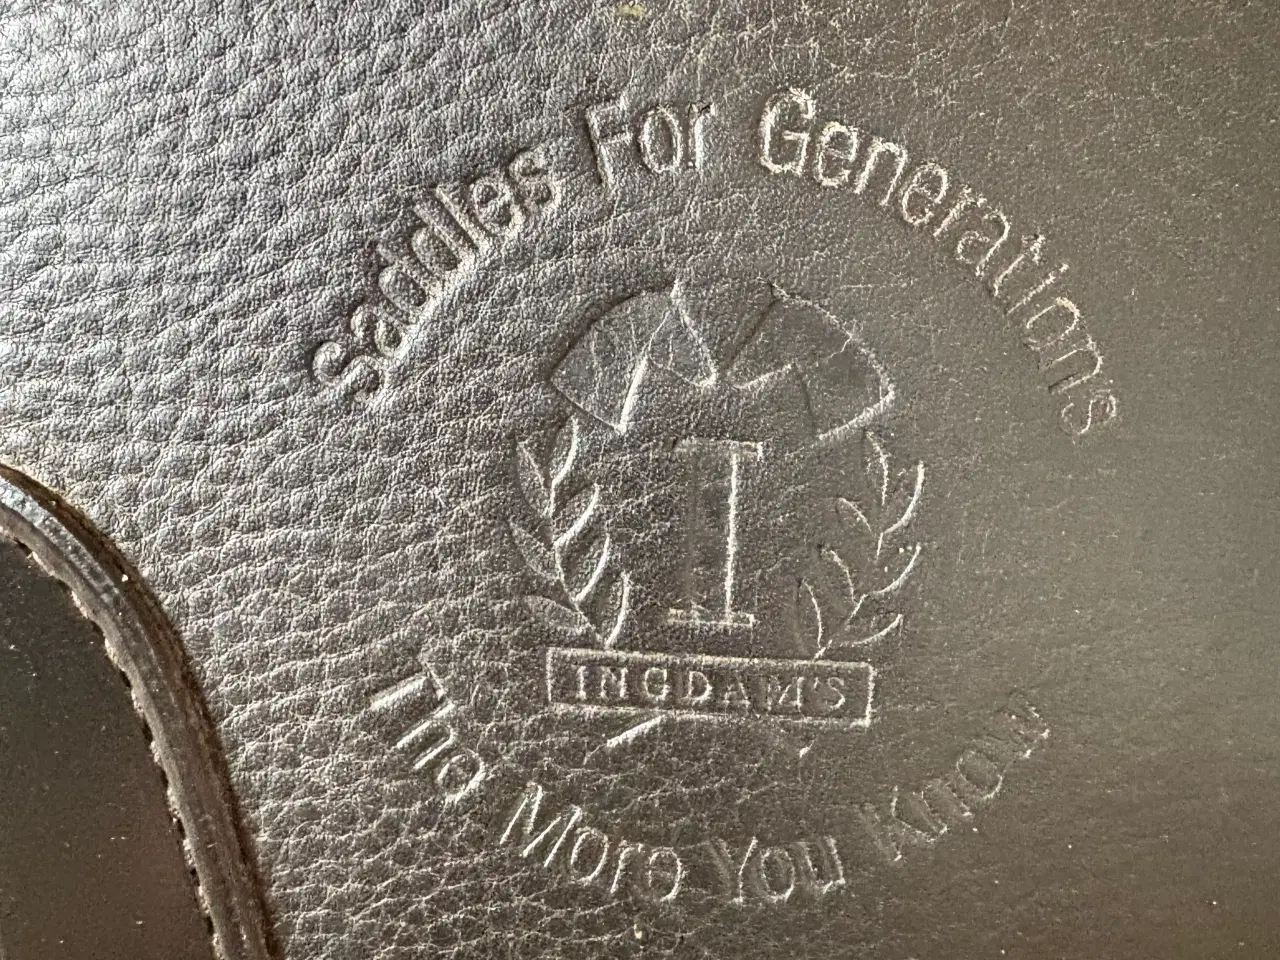 Saddles For Generations
I
INGDAM'S
The More You Know